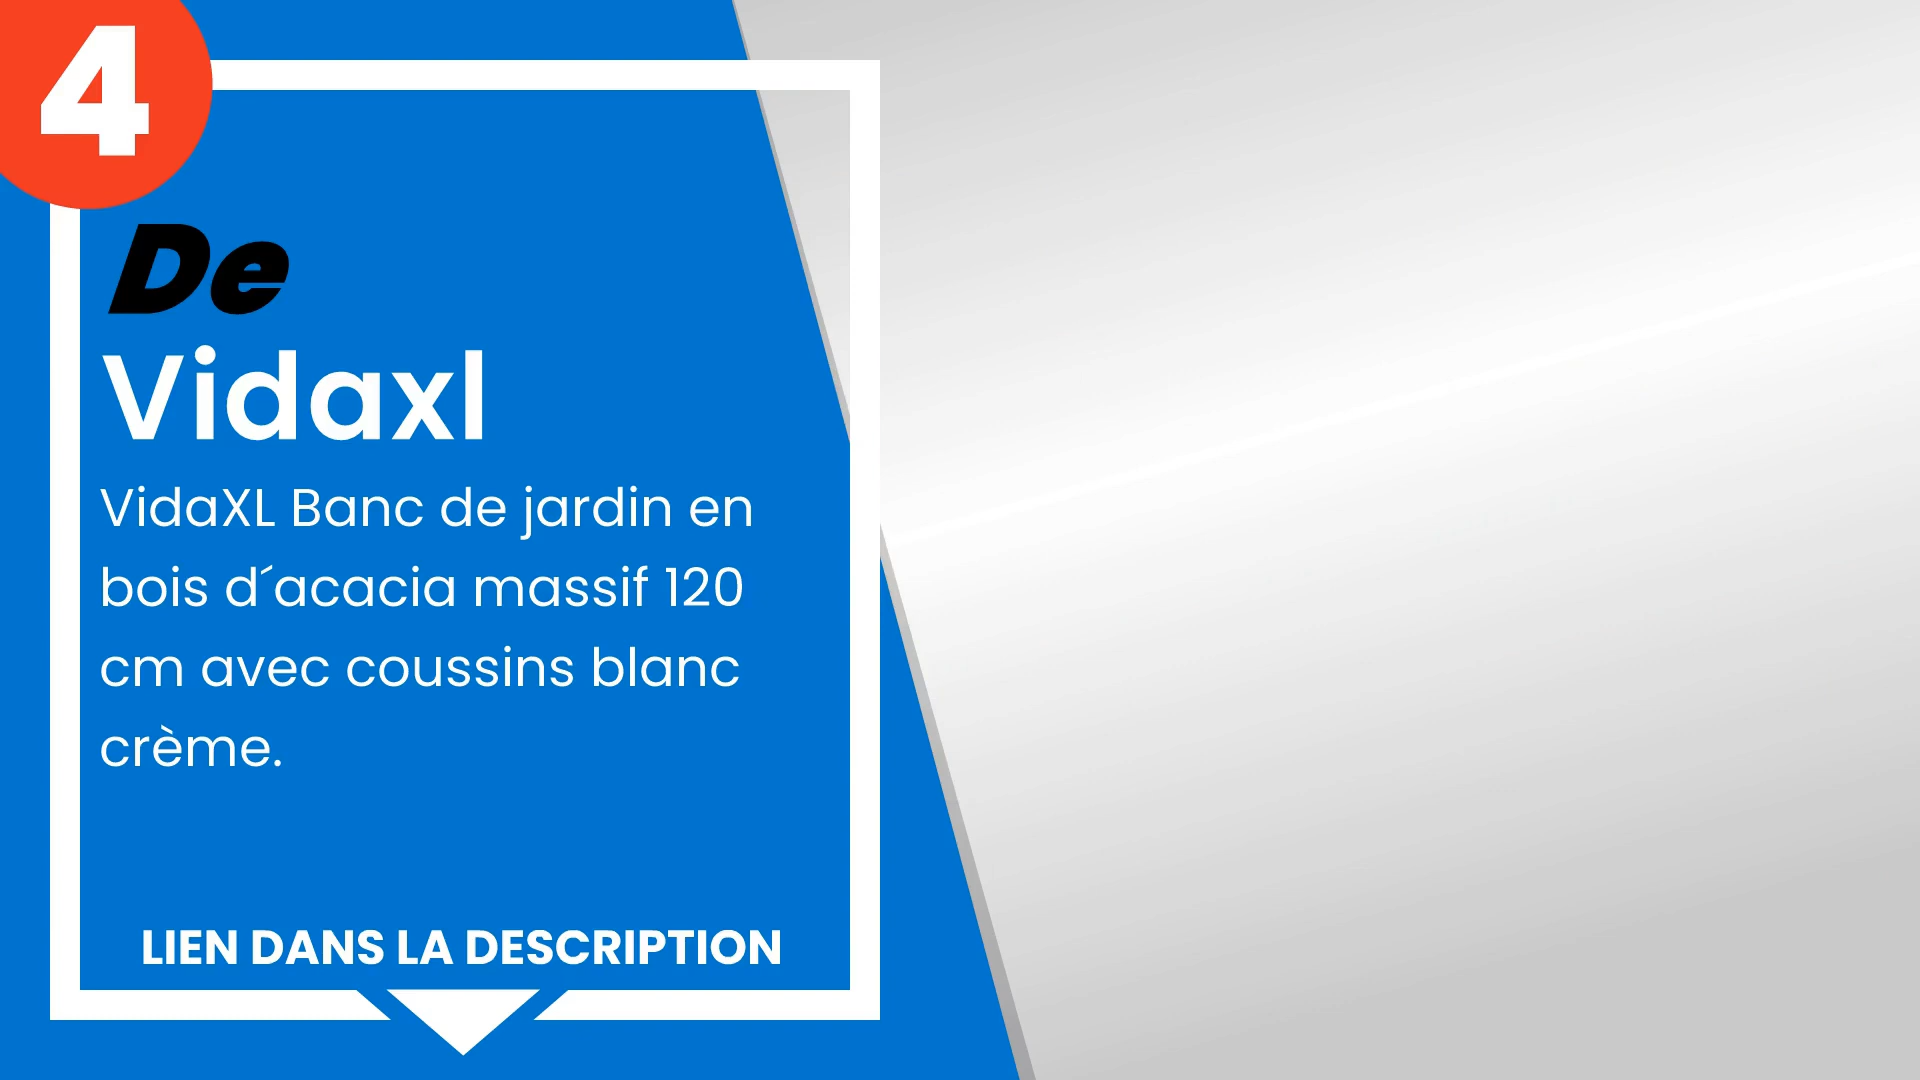 4
De
Vidaxl
VidaXL Banc de jardin en
bois d´acacia massif 120
cm avec coussins blanc
crème.
LIEN DANS LA DESCRIPTION